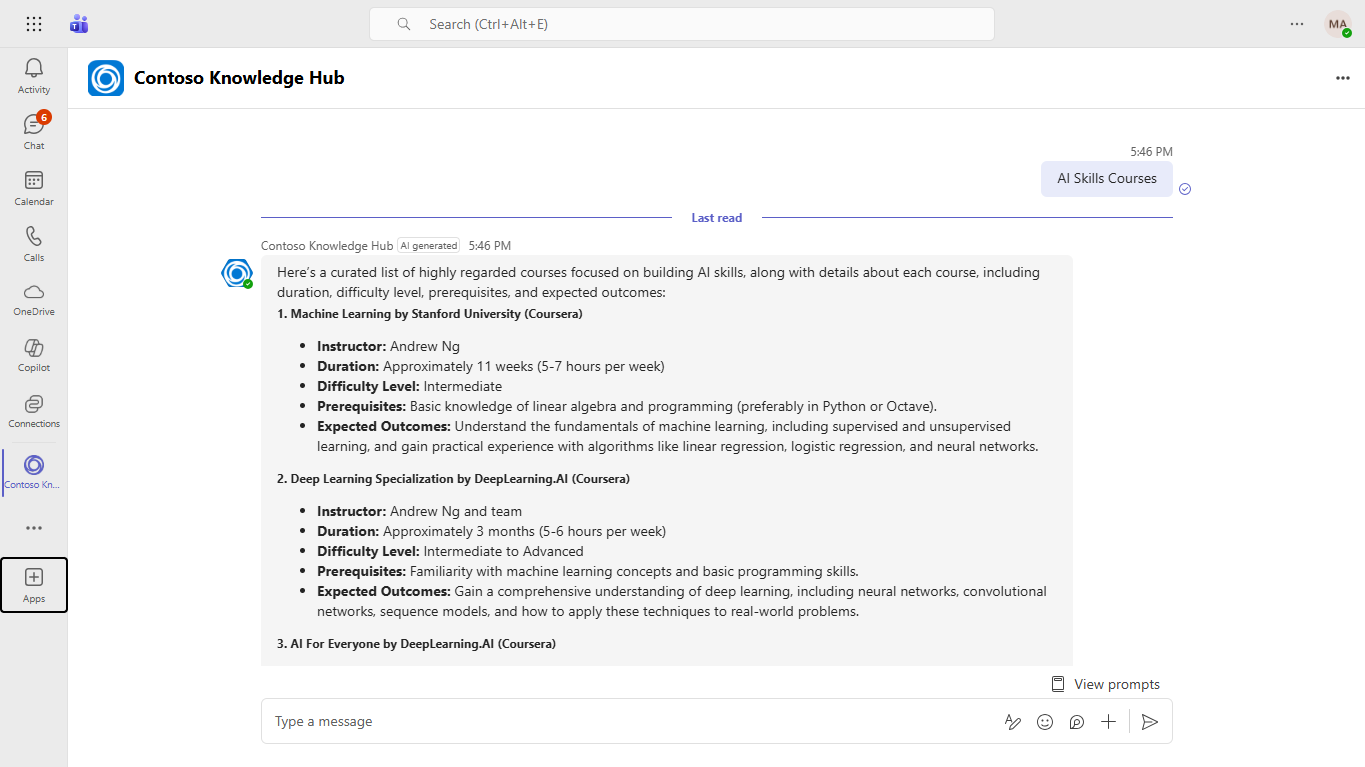 Search (Ctrl+Alt+E)
MA
Activity
6
Chat
Calendar
Calls
OneDrive
Copilot
Connections
Contoso Kn...
Apps
Contoso Knowledge Hub
5:46 PM
AI Skills Courses
Last read
Contoso Knowledge Hub AI generated 5:46 PM
Here's a curated list of highly regarded courses focused on building AI skills, along with details about each course, including
duration, difficulty level, prerequisites, and expected outcomes:
1. Machine Learning by Stanford University (Coursera)
• Instructor: Andrew Ng
• Duration: Approximately 11 weeks (5-7 hours per week)
• Difficulty Level: Intermediate
• Prerequisites: Basic knowledge of linear algebra and programming (preferably in Python or Octave).
• Expected Outcomes: Understand the fundamentals of machine learning, including supervised and unsupervised
learning, and gain practical experience with algorithms like linear regression, logistic regression, and neural networks.
2. Deep Learning Specialization by DeepLearning.AI (Coursera)
• Instructor: Andrew Ng and team
• Duration: Approximately 3 months (5-6 hours per week)
• Difficulty Level: Intermediate to Advanced
• Prerequisites: Familiarity with machine learning concepts and basic programming skills.
• Expected Outcomes: Gain a comprehensive understanding of deep learning, including neural networks, convolutional
networks, sequence models, and how to apply these techniques to real-world problems.
3. AI For Everyone by DeepLearning.AI (Coursera)
View prompts
Type a message